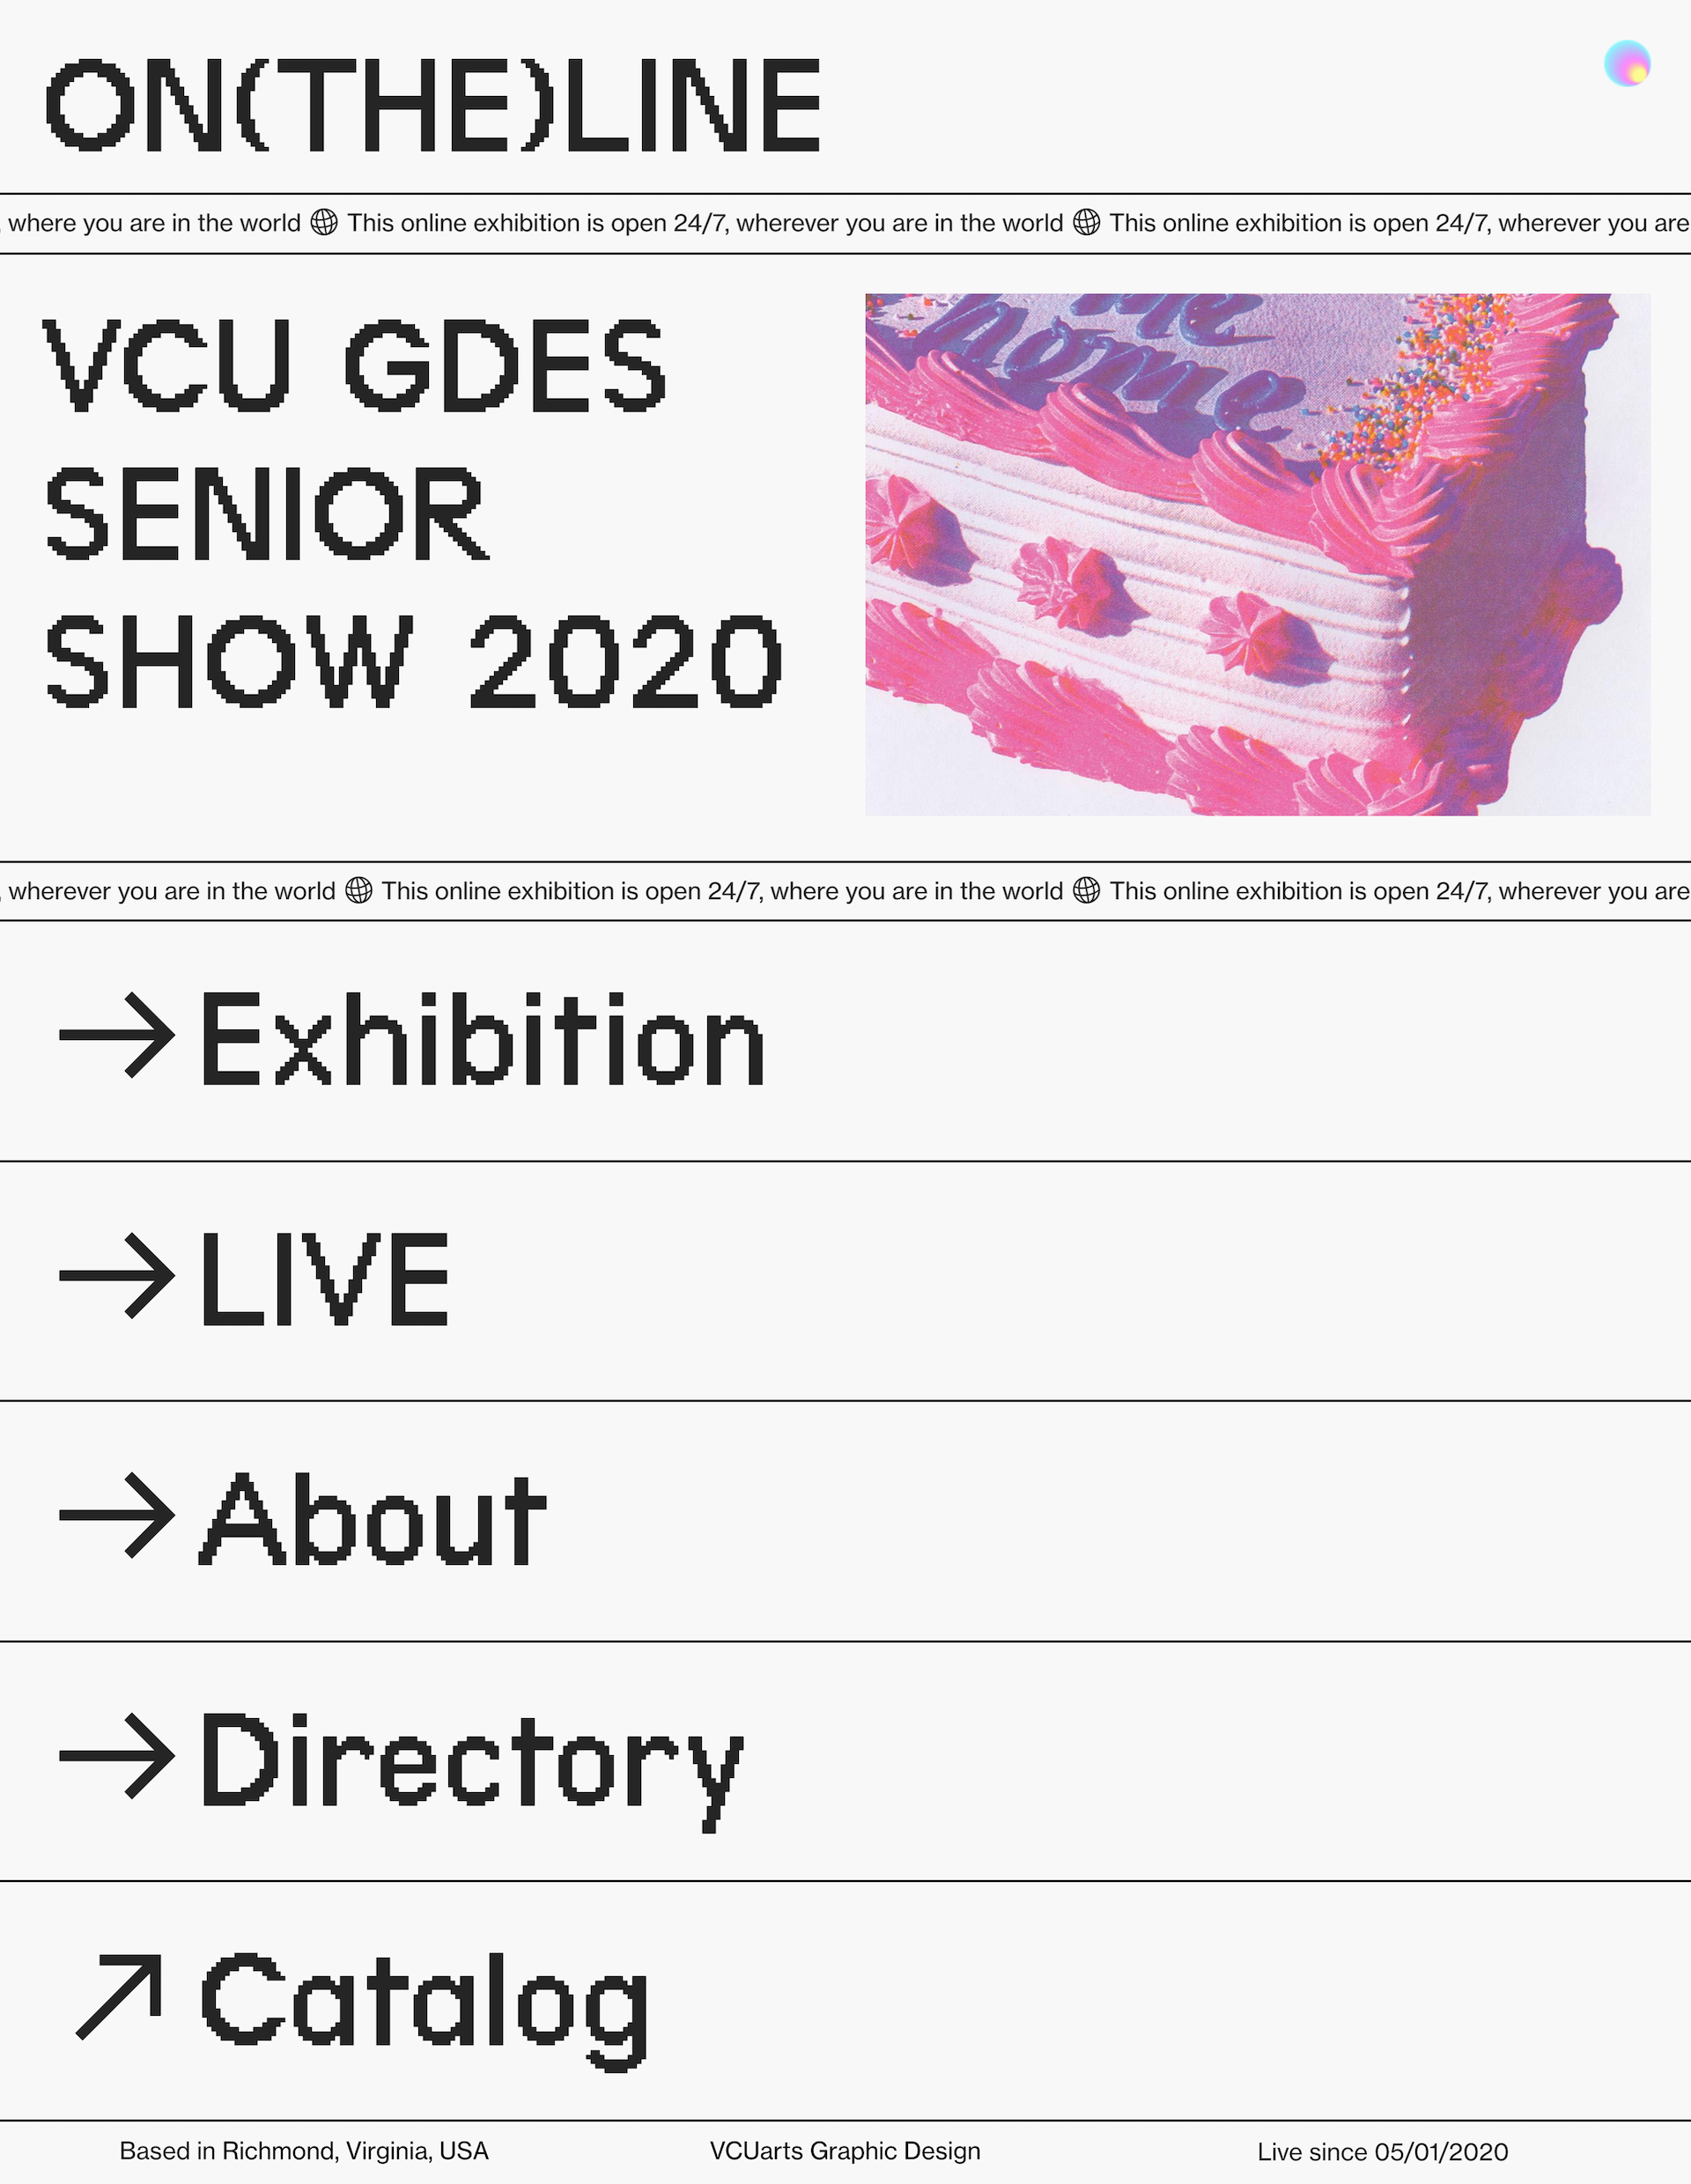 ON(THE)LINE
, where you are in the world This online exhibition is open 24/7, wherever you are in the world This online exhibition is open 24/7, wherever you are
VCU GDES
SENIOR
SHOW 2020
me
home
, wherever you are in the world This online exhibition is open 24/7, where you are in the world This online exhibition is open 24/7, wherever you are
→ Exhibition
→ LIVE
→ About
→ Directory
↗ Catalog
Based in Richmond, Virginia, USA VCUarts Graphic Design Live since 05/01/2020